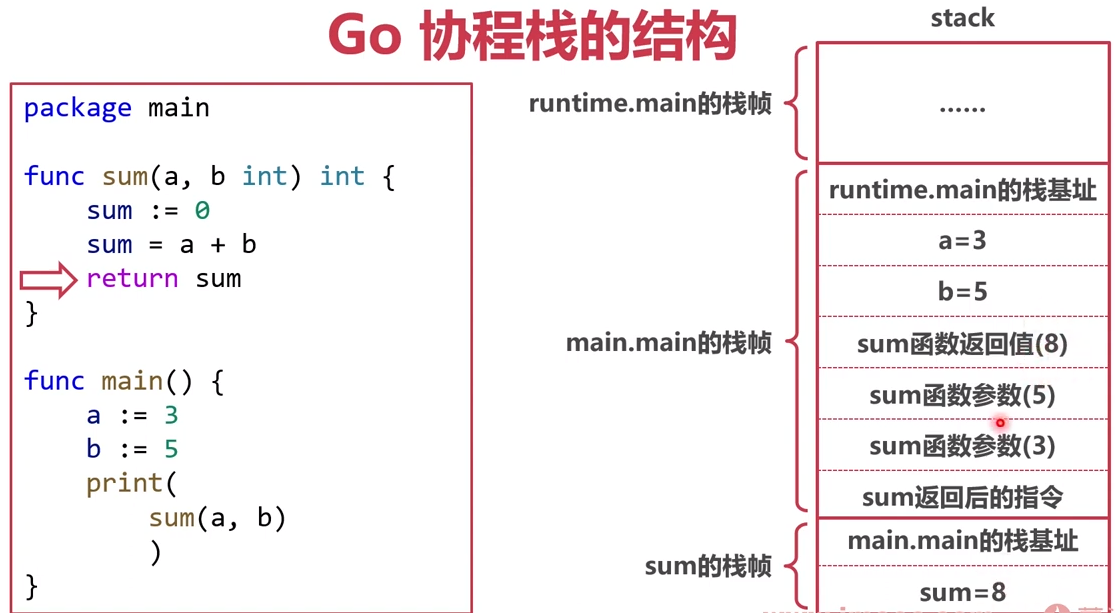 Go 协程栈的结构
package main
func sum(a, b int) int {
sum := 0
sum = a + b
return sum
}
func main() {
a := 3
b := 5
print(
sum(a, b)
)
}
stack
runtime.main的栈帧
......
main.main的栈帧
runtime.main的栈基址
a=3
b=5
sum函数返回值(8)
sum函数参数(5)
sum函数参数(3)
sum返回后的指令
sum的栈帧
main.main的栈基址
sum=8